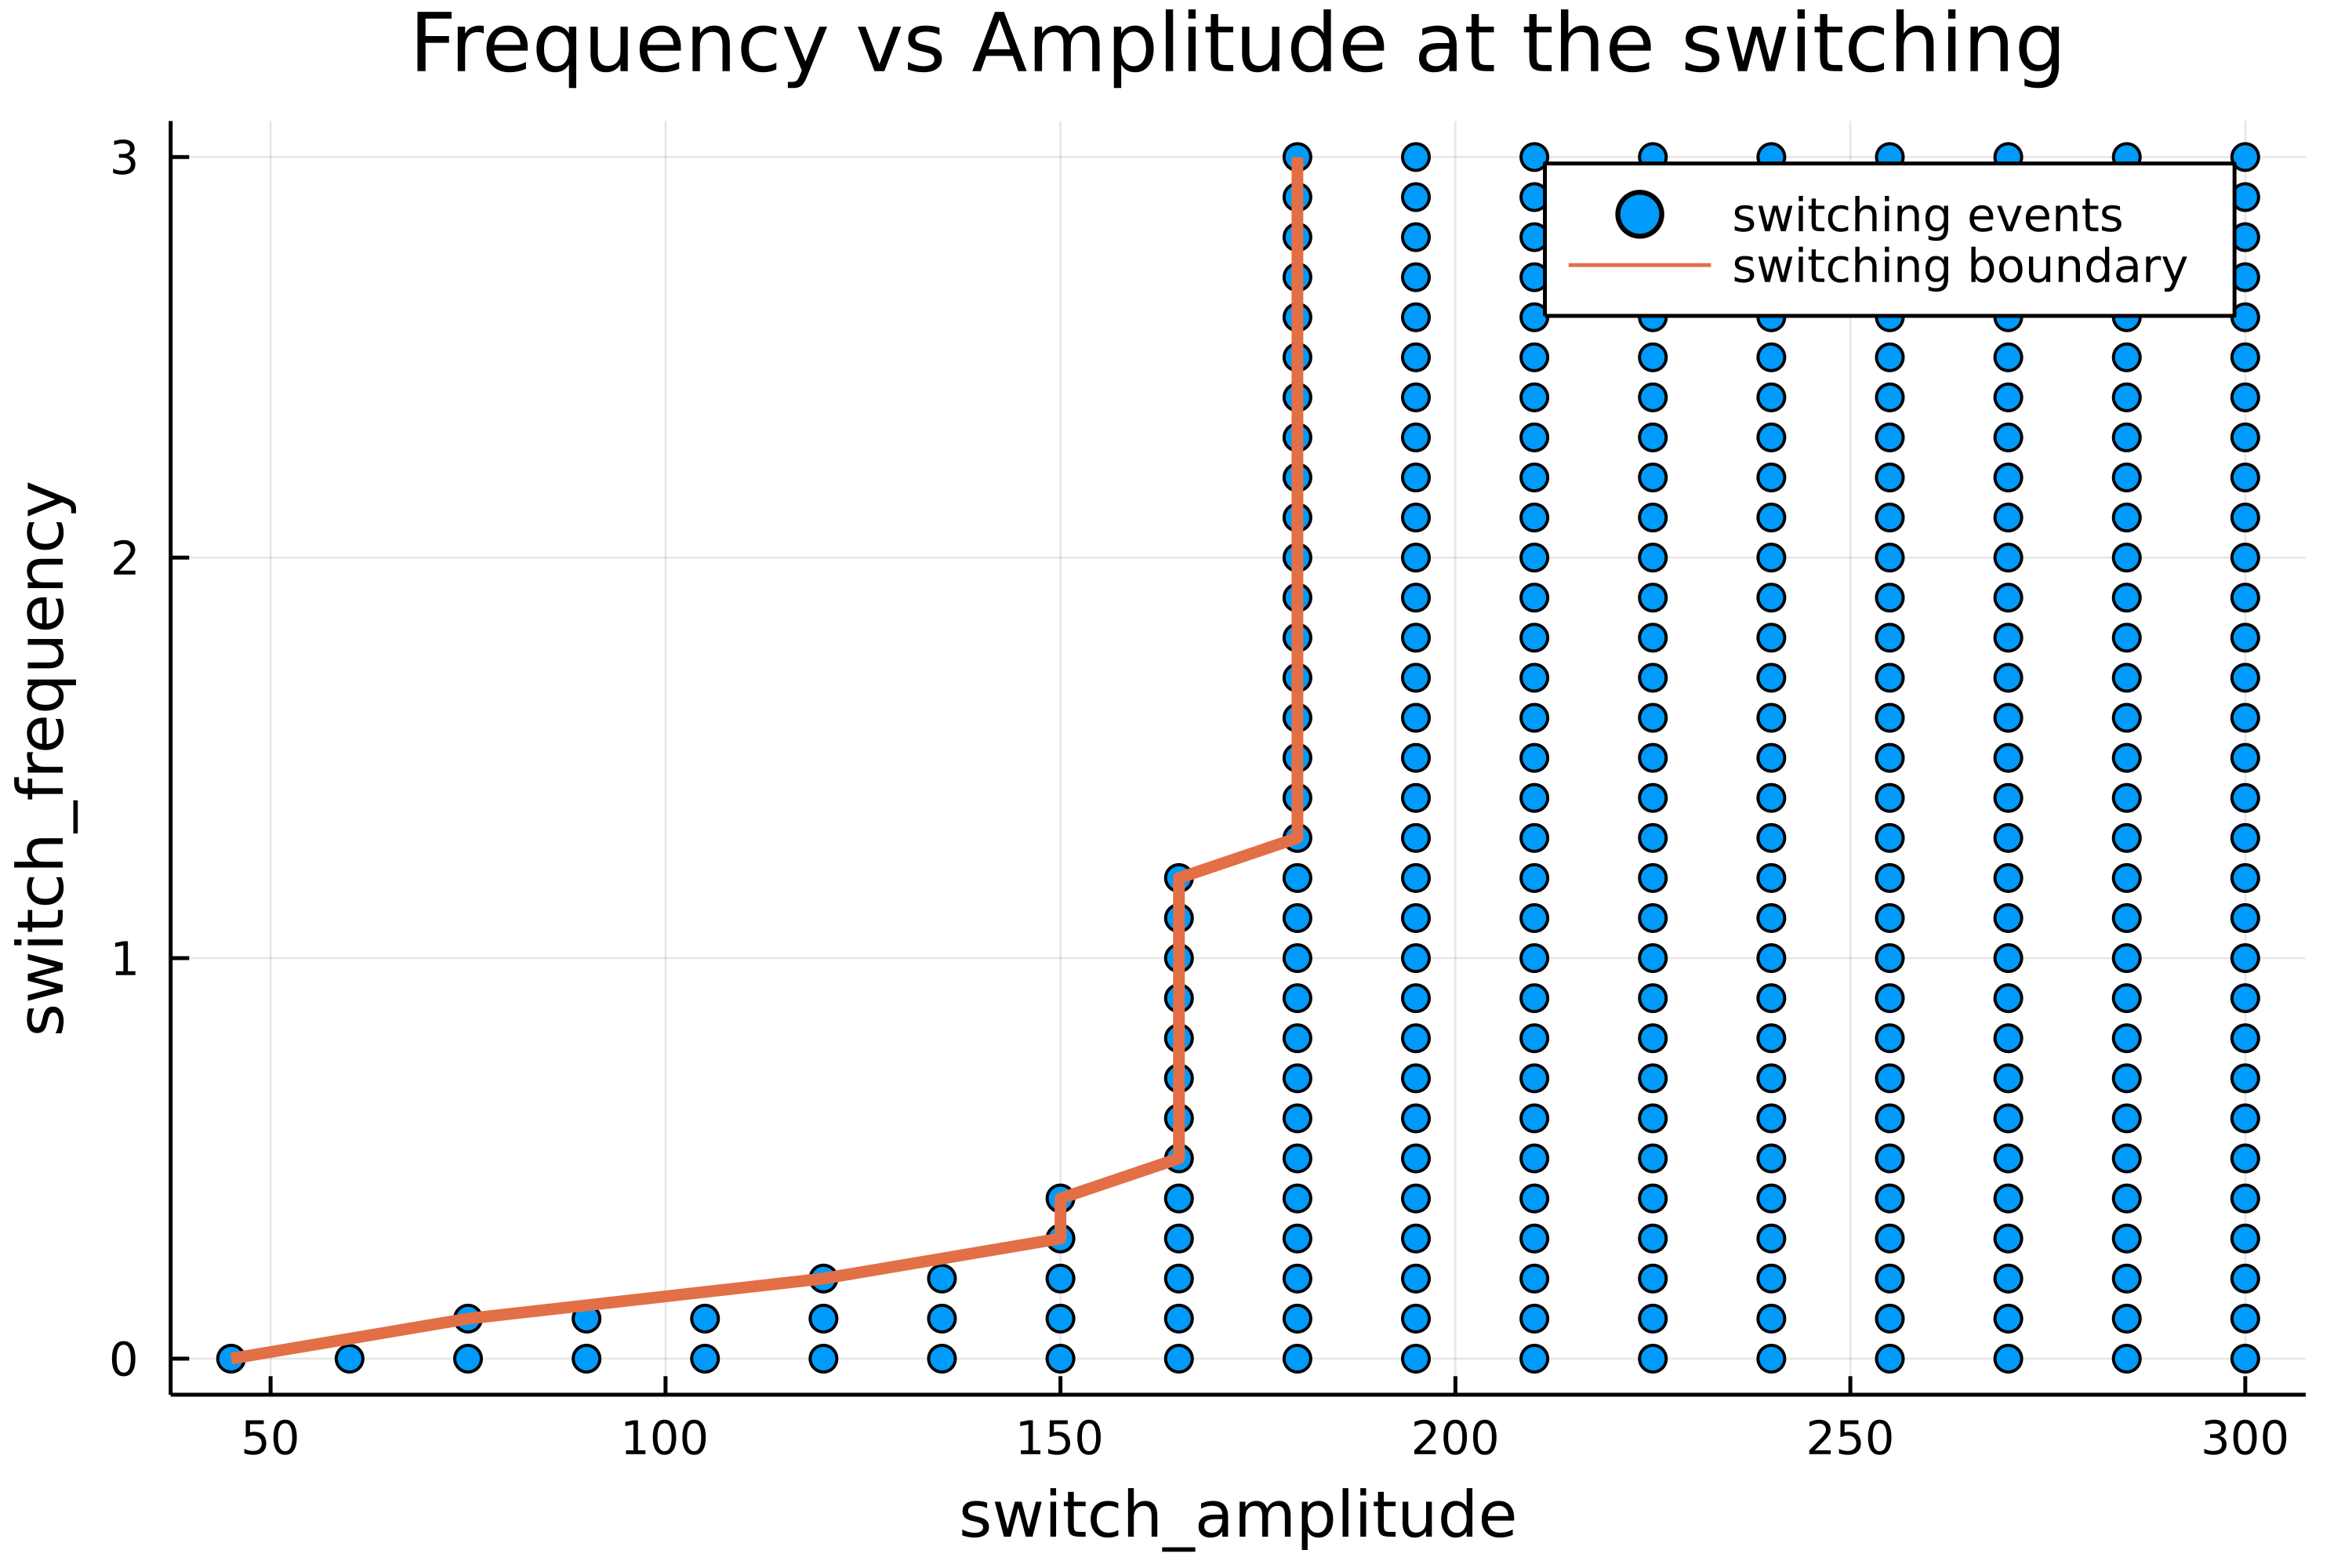 Frequency vs Amplitude at the switching
switch_frequency
3
2
1
0
switching events
switching boundary
50 100 150 200 250 300
switch_amplitude